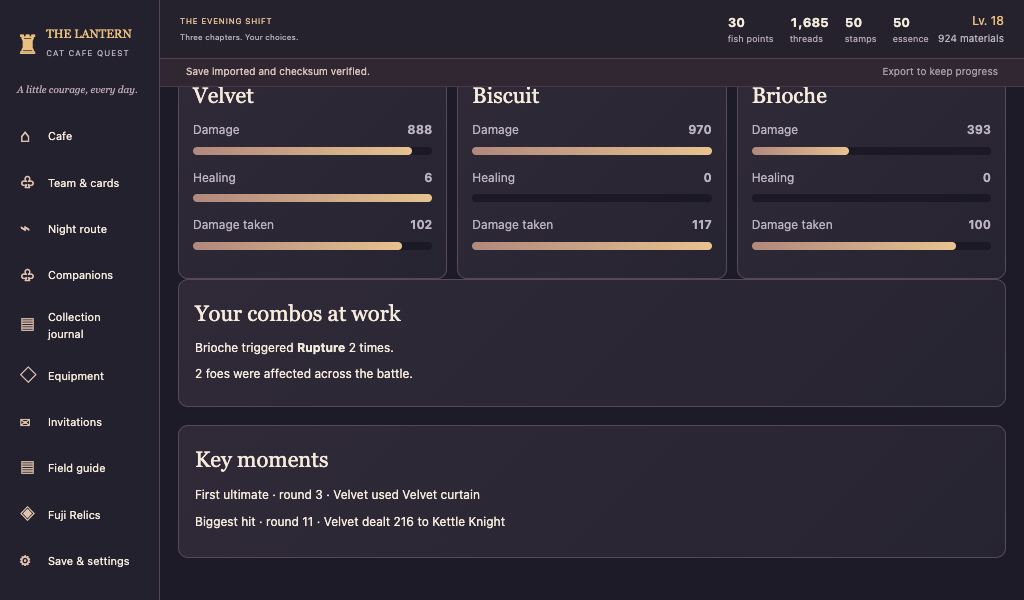 THE LANTERN
CAT CAFE QUEST
A little courage, every day.
Cafe
Team & cards
Night route
Companions
Collection
journal
Equipment
Invitations
Field guide
Fuji Relics
Save & settings
THE EVENING SHIFT
Three chapters. Your choices.
30
fish points
1,685
threads
50
stamps
50
essence
Lv. 18
924 materials
Save imported and checksum verified.
Export to keep progress
Velvet
Damage 888
Healing 6
Damage taken 102
Biscuit
Damage 970
Healing 0
Damage taken 117
Brioche
Damage 393
Healing 0
Damage taken 100
Your combos at work
Brioche triggered Rupture 2 times.
2 foes were affected across the battle.
Key moments
First ultimate · round 3 · Velvet used Velvet curtain
Biggest hit · round 11 · Velvet dealt 216 to Kettle Knight